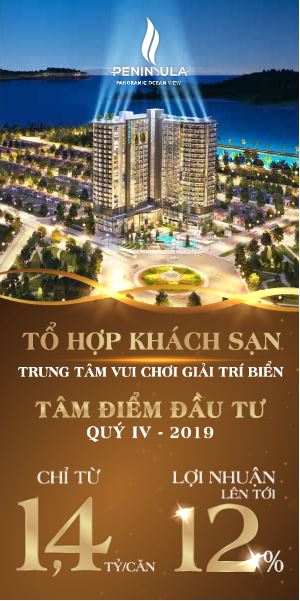 PENINSULA
PANORAMIC OCEAN VIEW
TỔ HỢP KHÁCH SẠN
TRUNG TÂM VUI CHƠI GIẢI TRÍ BIỂN
TÂM ĐIỂM ĐẦU TƯ
QUÝ IV - 2019
CHỈ TỪ
1,4 TỶ/CĂN
LỢI NHUẬN
LÊN TỚI
12%